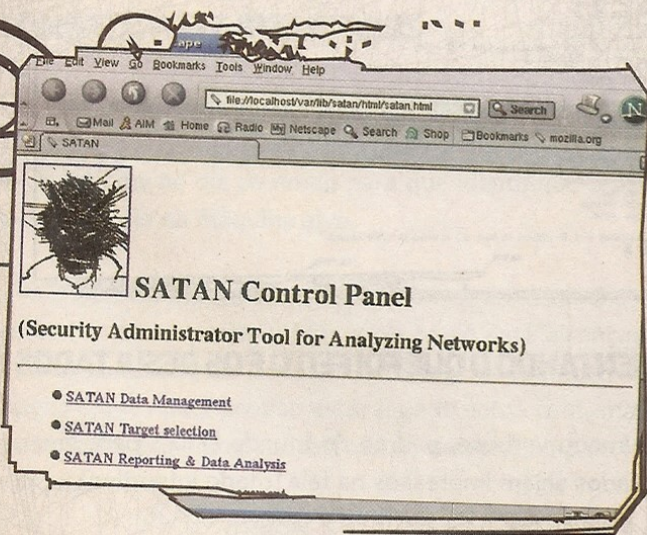 ape
File Edit View Go Bookmarks Tools Window Help
file://localhost/var/lib/satan/html/satan.html Search N
Mail AIM Home Radio My Netscape Search Shop Bookmarks mozilla.org
SATAN
SATAN Control Panel
(Security Administrator Tool for Analyzing Networks)
SATAN Data Management
SATAN Target selection
SATAN Reporting & Data Analysis